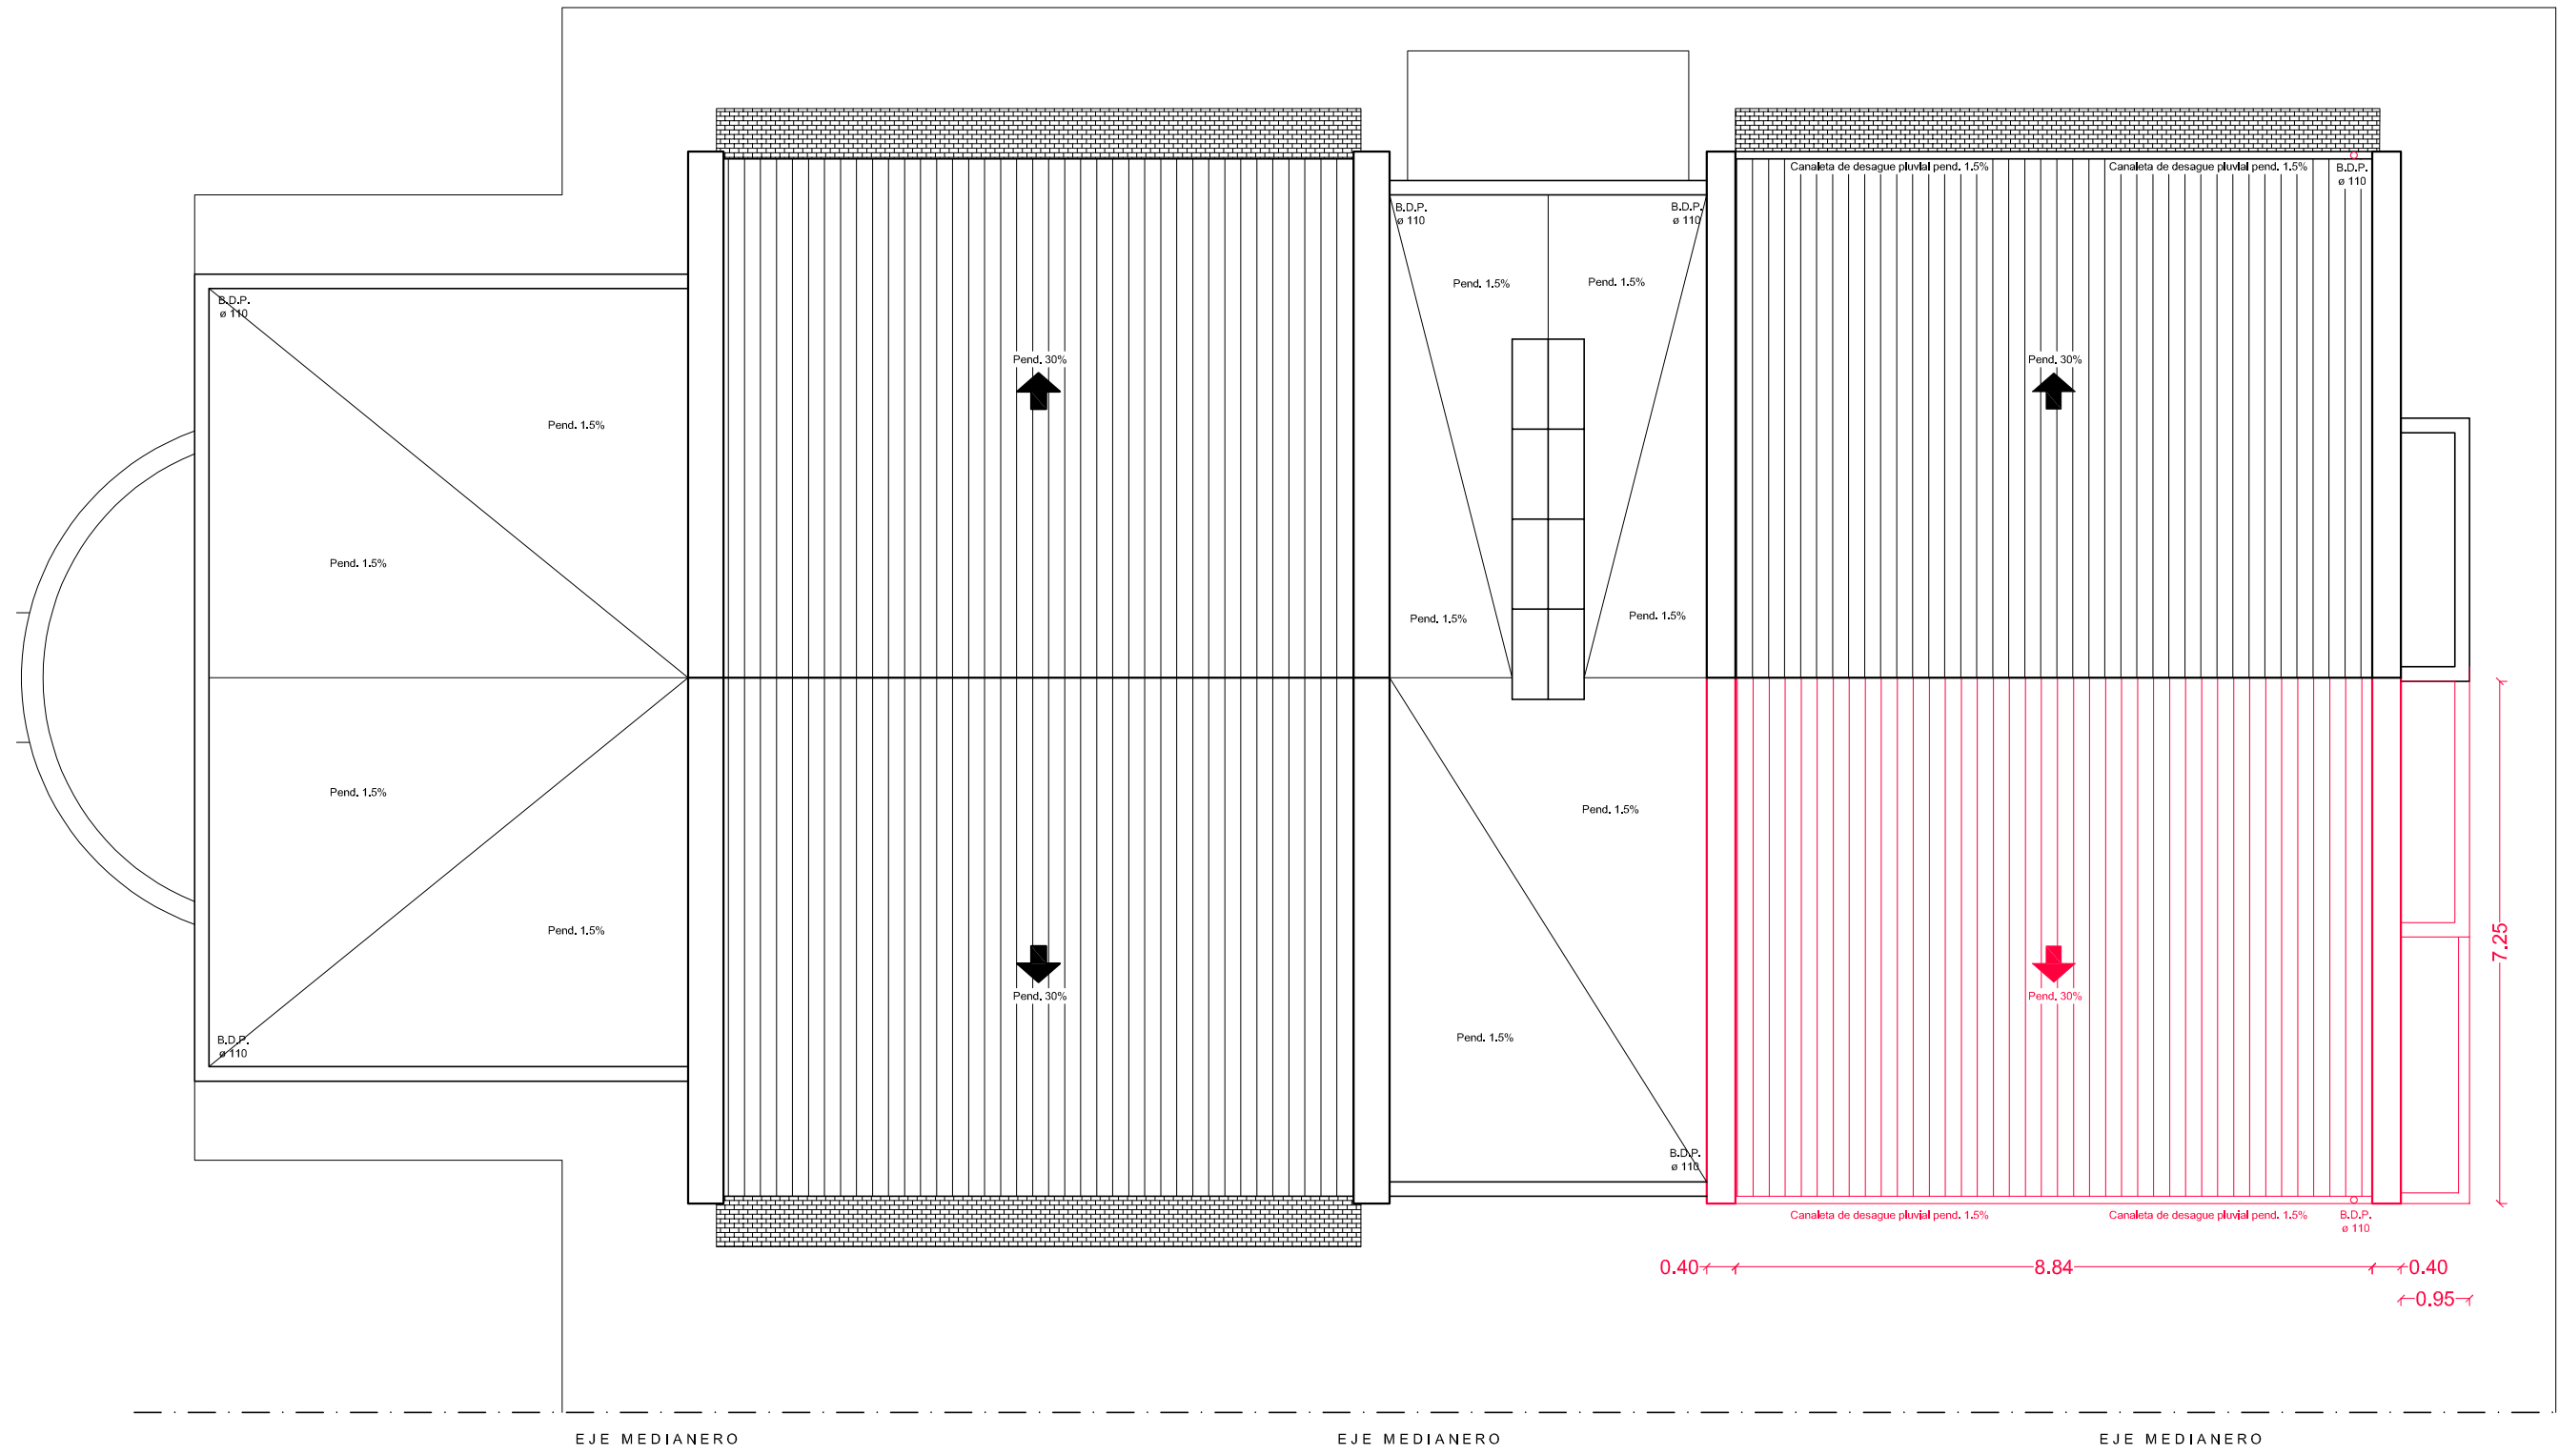 Canaleta de desague pluvial pend. 1.5%
Canaleta de desague pluvial pend. 1.5%
B.D.P.
ø 110
B.D.P.
ø 110
B.D.P.
ø 110
Pend. 1.5%
Pend. 1.5%
B.D.P.
ø 110
Pend. 30%
Pend. 30%
Pend. 1.5%
Pend. 1.5%
Pend. 1.5%
Pend. 1.5%
Pend. 1.5%
Pend. 1.5%
Pend. 1.5%
7.25
Pend. 30%
Pend. 30%
Pend. 1.5%
B.D.P.
ø 110
B.D.P.
ø 110
Canaleta de desague pluvial pend. 1.5%
Canaleta de desague pluvial pend. 1.5%
B.D.P.
ø 110
0.40
8.84
0.40
0.95
EJE MEDIANERO
EJE MEDIANERO
EJE MEDIANERO